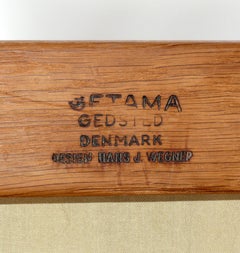 GETAMA
GEDSTED
DENMARK
DESIGN HANS J. WEGNER